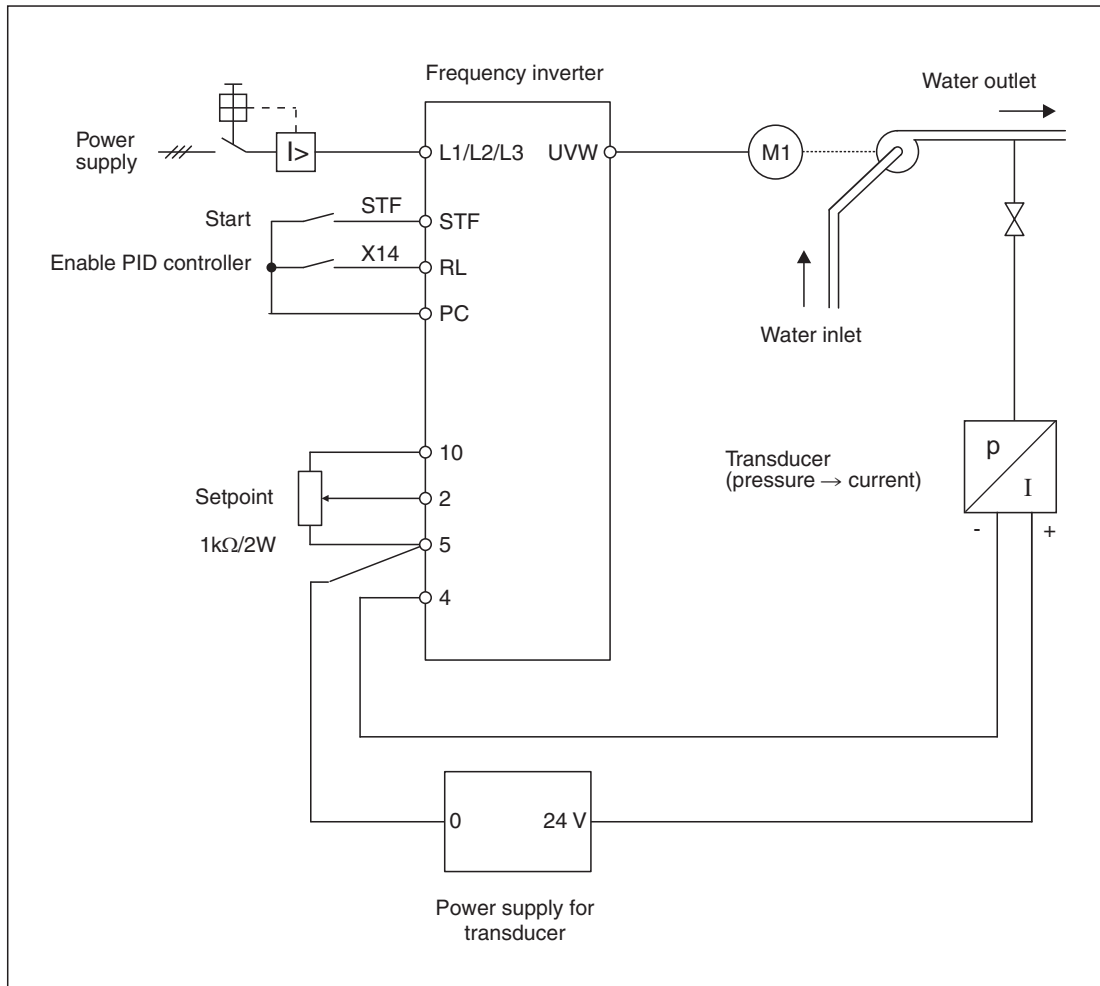 Frequency inverter
Water outlet
Power
supply
I>
L1/L2/L3
UVW
M1
Start
STF
STF
Enable PID controller
X14
RL
PC
Water inlet
10
Setpoint
2
1kΩ/2W
5
4
Transducer
(pressure → current)
p
I
-
+
0
24 V
Power supply for
transducer